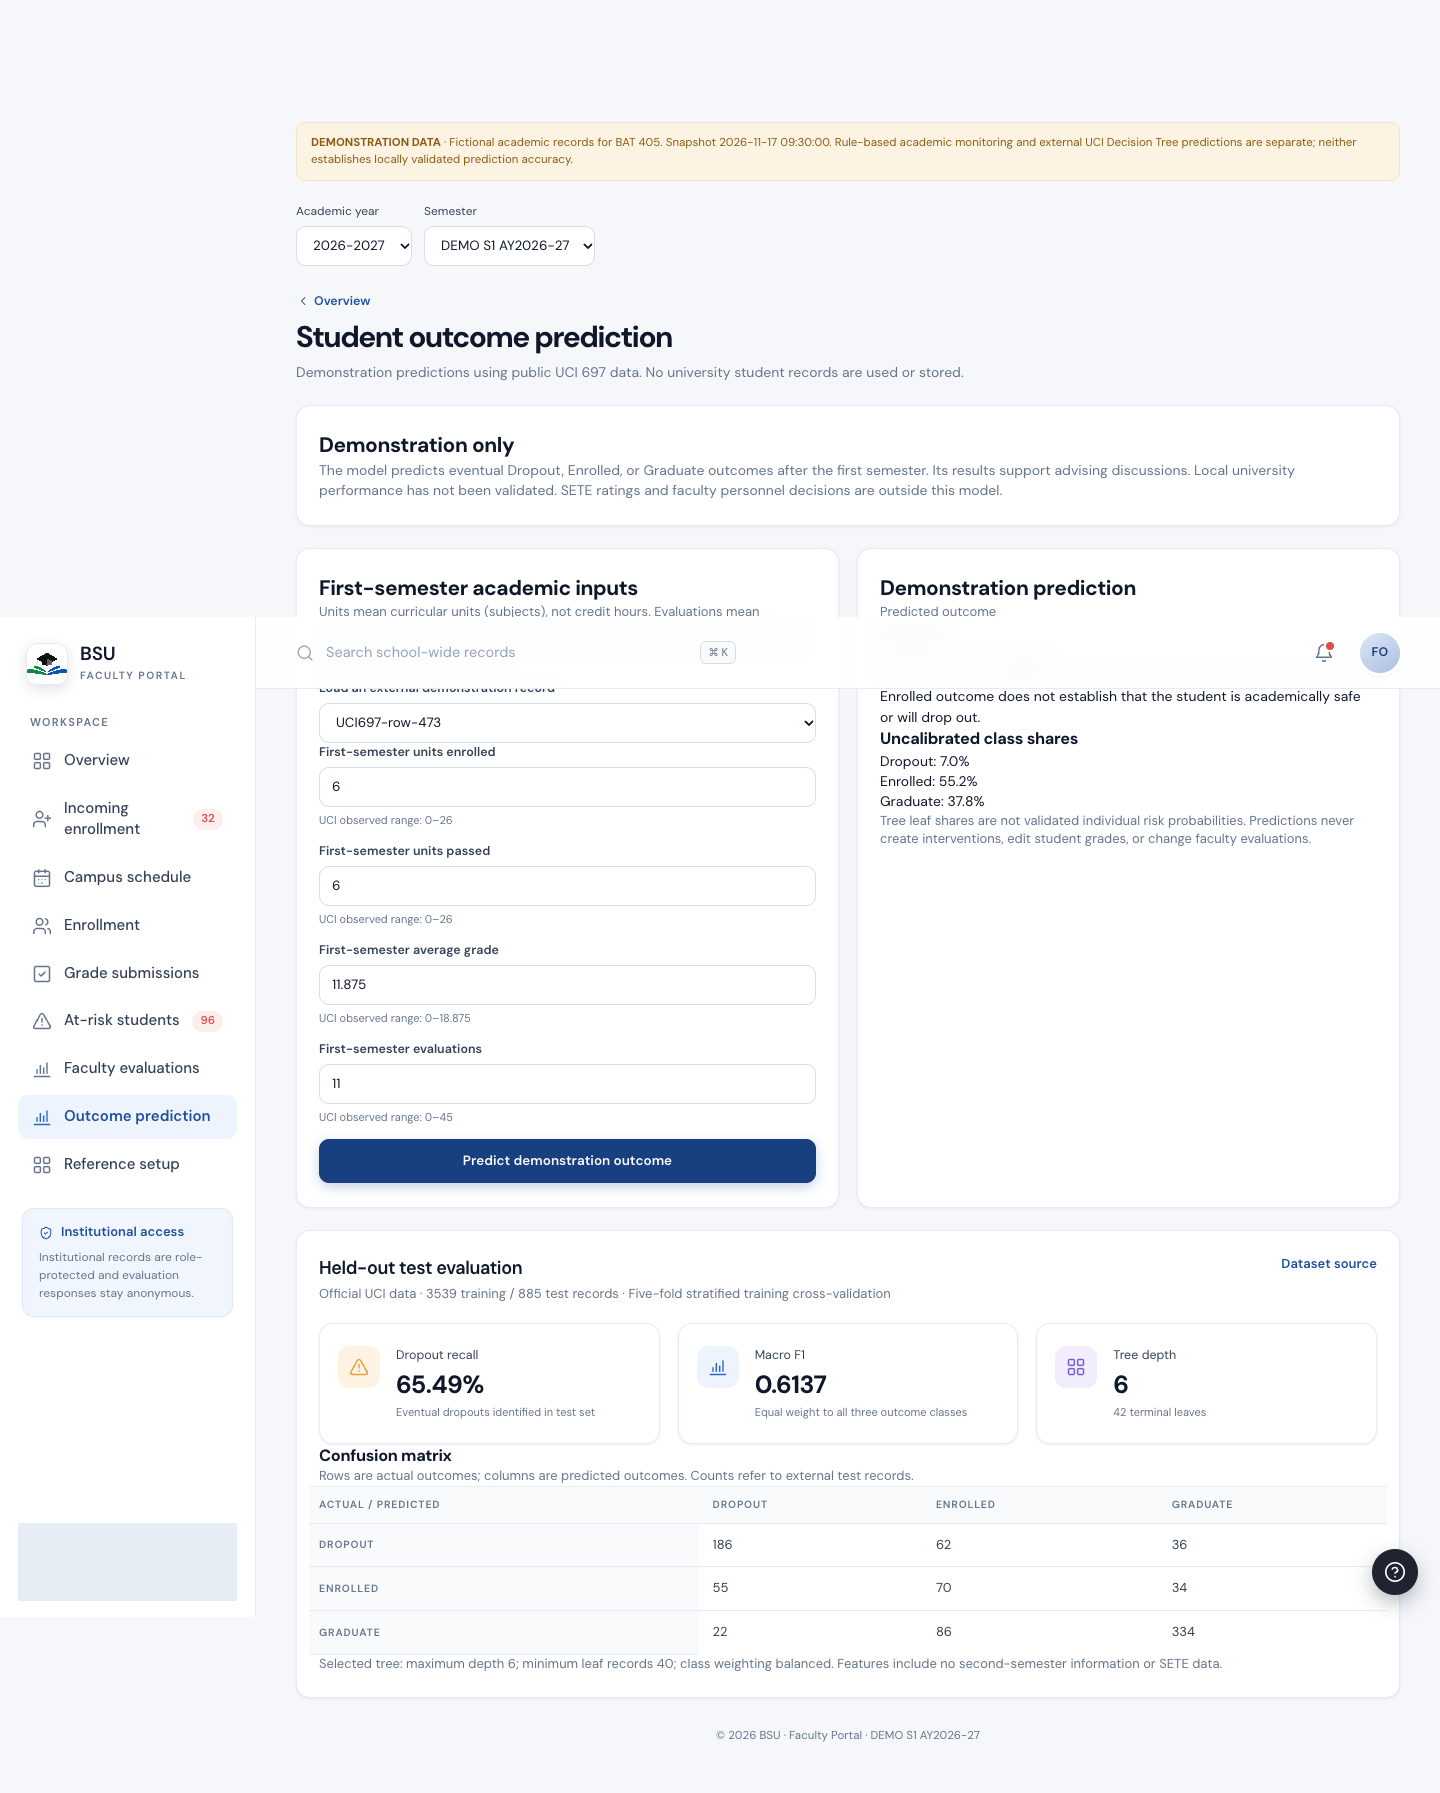 DEMONSTRATION DATA · Fictional academic records for BAT 405. Snapshot 2026-11-17 09:30:00. Rule-based academic monitoring and external UCI Decision Tree predictions are separate; neither
establishes locally validated prediction accuracy.
Academic year
Semester
2026-2027
DEMO S1 AY2026-27
Overview
Student outcome prediction
Demonstration predictions using public UCI 697 data. No university student records are used or stored.
Demonstration only
The model predicts eventual Dropout, Enrolled, or Graduate outcomes after the first semester. Its results support advising discussions. Local university
performance has not been validated. SETE ratings and faculty personnel decisions are outside this model.
First-semester academic inputs
Units mean curricular units (subjects), not credit hours. Evaluations mean
Load an external demonstration record
UCI697-row-473
First-semester units enrolled
6
UCI observed range: 0–26
First-semester units passed
6
UCI observed range: 0–26
First-semester average grade
11.875
UCI observed range: 0–18.875
First-semester evaluations
11
UCI observed range: 0–45
Predict demonstration outcome
Demonstration prediction
Predicted outcome
Enrolled outcome does not establish that the student is academically safe
or will drop out.
Uncalibrated class shares
Dropout: 7.0%
Enrolled: 55.2%
Graduate: 37.8%
Tree leaf shares are not validated individual risk probabilities. Predictions never
create interventions, edit student grades, or change faculty evaluations.
BSU
FACULTY PORTAL
Search school-wide records
⌘ K
FO
WORKSPACE
Overview
Incoming
enrollment
32
Campus schedule
Enrollment
Grade submissions
At-risk students
96
Faculty evaluations
Outcome prediction
Reference setup
Institutional access
Institutional records are role-
protected and evaluation
responses stay anonymous.
Held-out test evaluation
Dataset source
Official UCI data · 3539 training / 885 test records · Five-fold stratified training cross-validation
Dropout recall
65.49%
Eventual dropouts identified in test set
Macro F1
0.6137
Equal weight to all three outcome classes
Tree depth
6
42 terminal leaves
Confusion matrix
Rows are actual outcomes; columns are predicted outcomes. Counts refer to external test records.
ACTUAL / PREDICTED DROPOUT ENROLLED GRADUATE
DROPOUT 186 62 36
ENROLLED 55 70 34
GRADUATE 22 86 334
Selected tree: maximum depth 6; minimum leaf records 40; class weighting balanced. Features include no second-semester information or SETE data.
© 2026 BSU · Faculty Portal · DEMO S1 AY2026-27